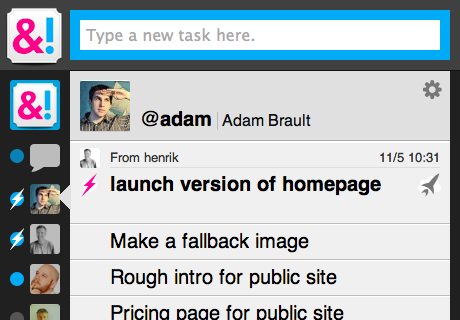 &!
Type a new task here.
&!
@adam Adam Brault
From henrik 11/5 10:31
launch version of homepage
Make a fallback image
Rough intro for public site
Pricing page for public site